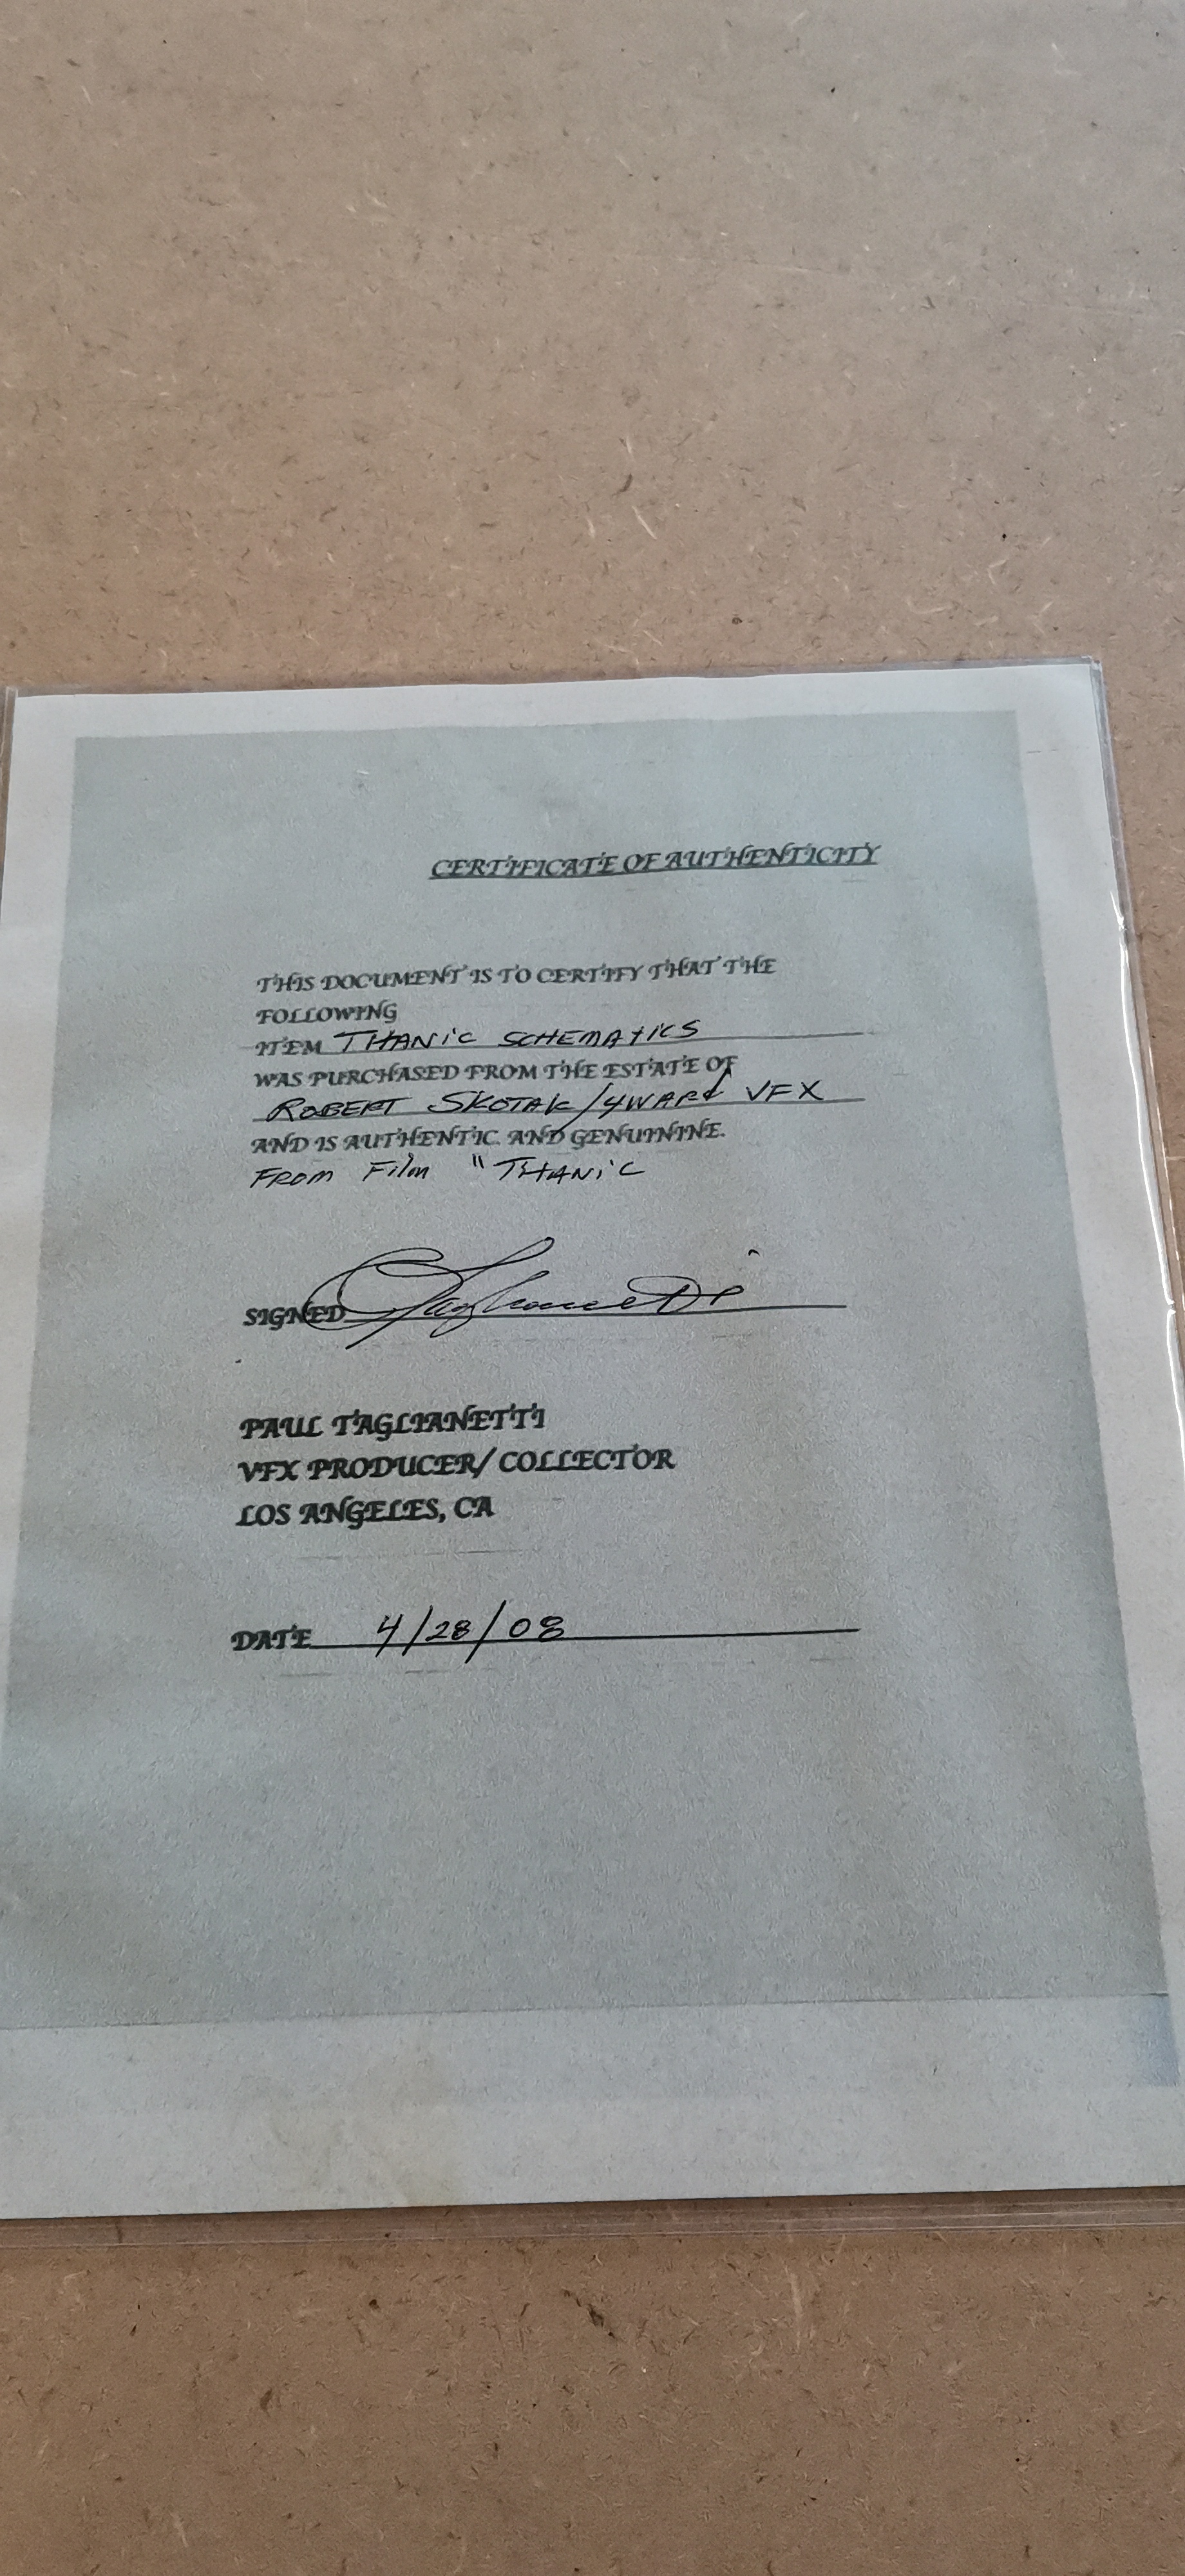 CERTIFICATE OF AUTHENTICITY
THIS DOCUMENT IS TO CERTIFY THAT THE
FOLLOWING
ITEM TITANIC SCHEMATICS
WAS PURCHASED FROM THE ESTATE OF
ROBERT SKOTAK/4WARD VFX
AND IS AUTHENTIC AND GENUININE.
FROM Film "TITANIC
SIGNED Taglianetti
PAUL TAGLIANETTI
VFX PRODUCER/ COLLECTOR
LOS ANGELES, CA
DATE 4/28/08